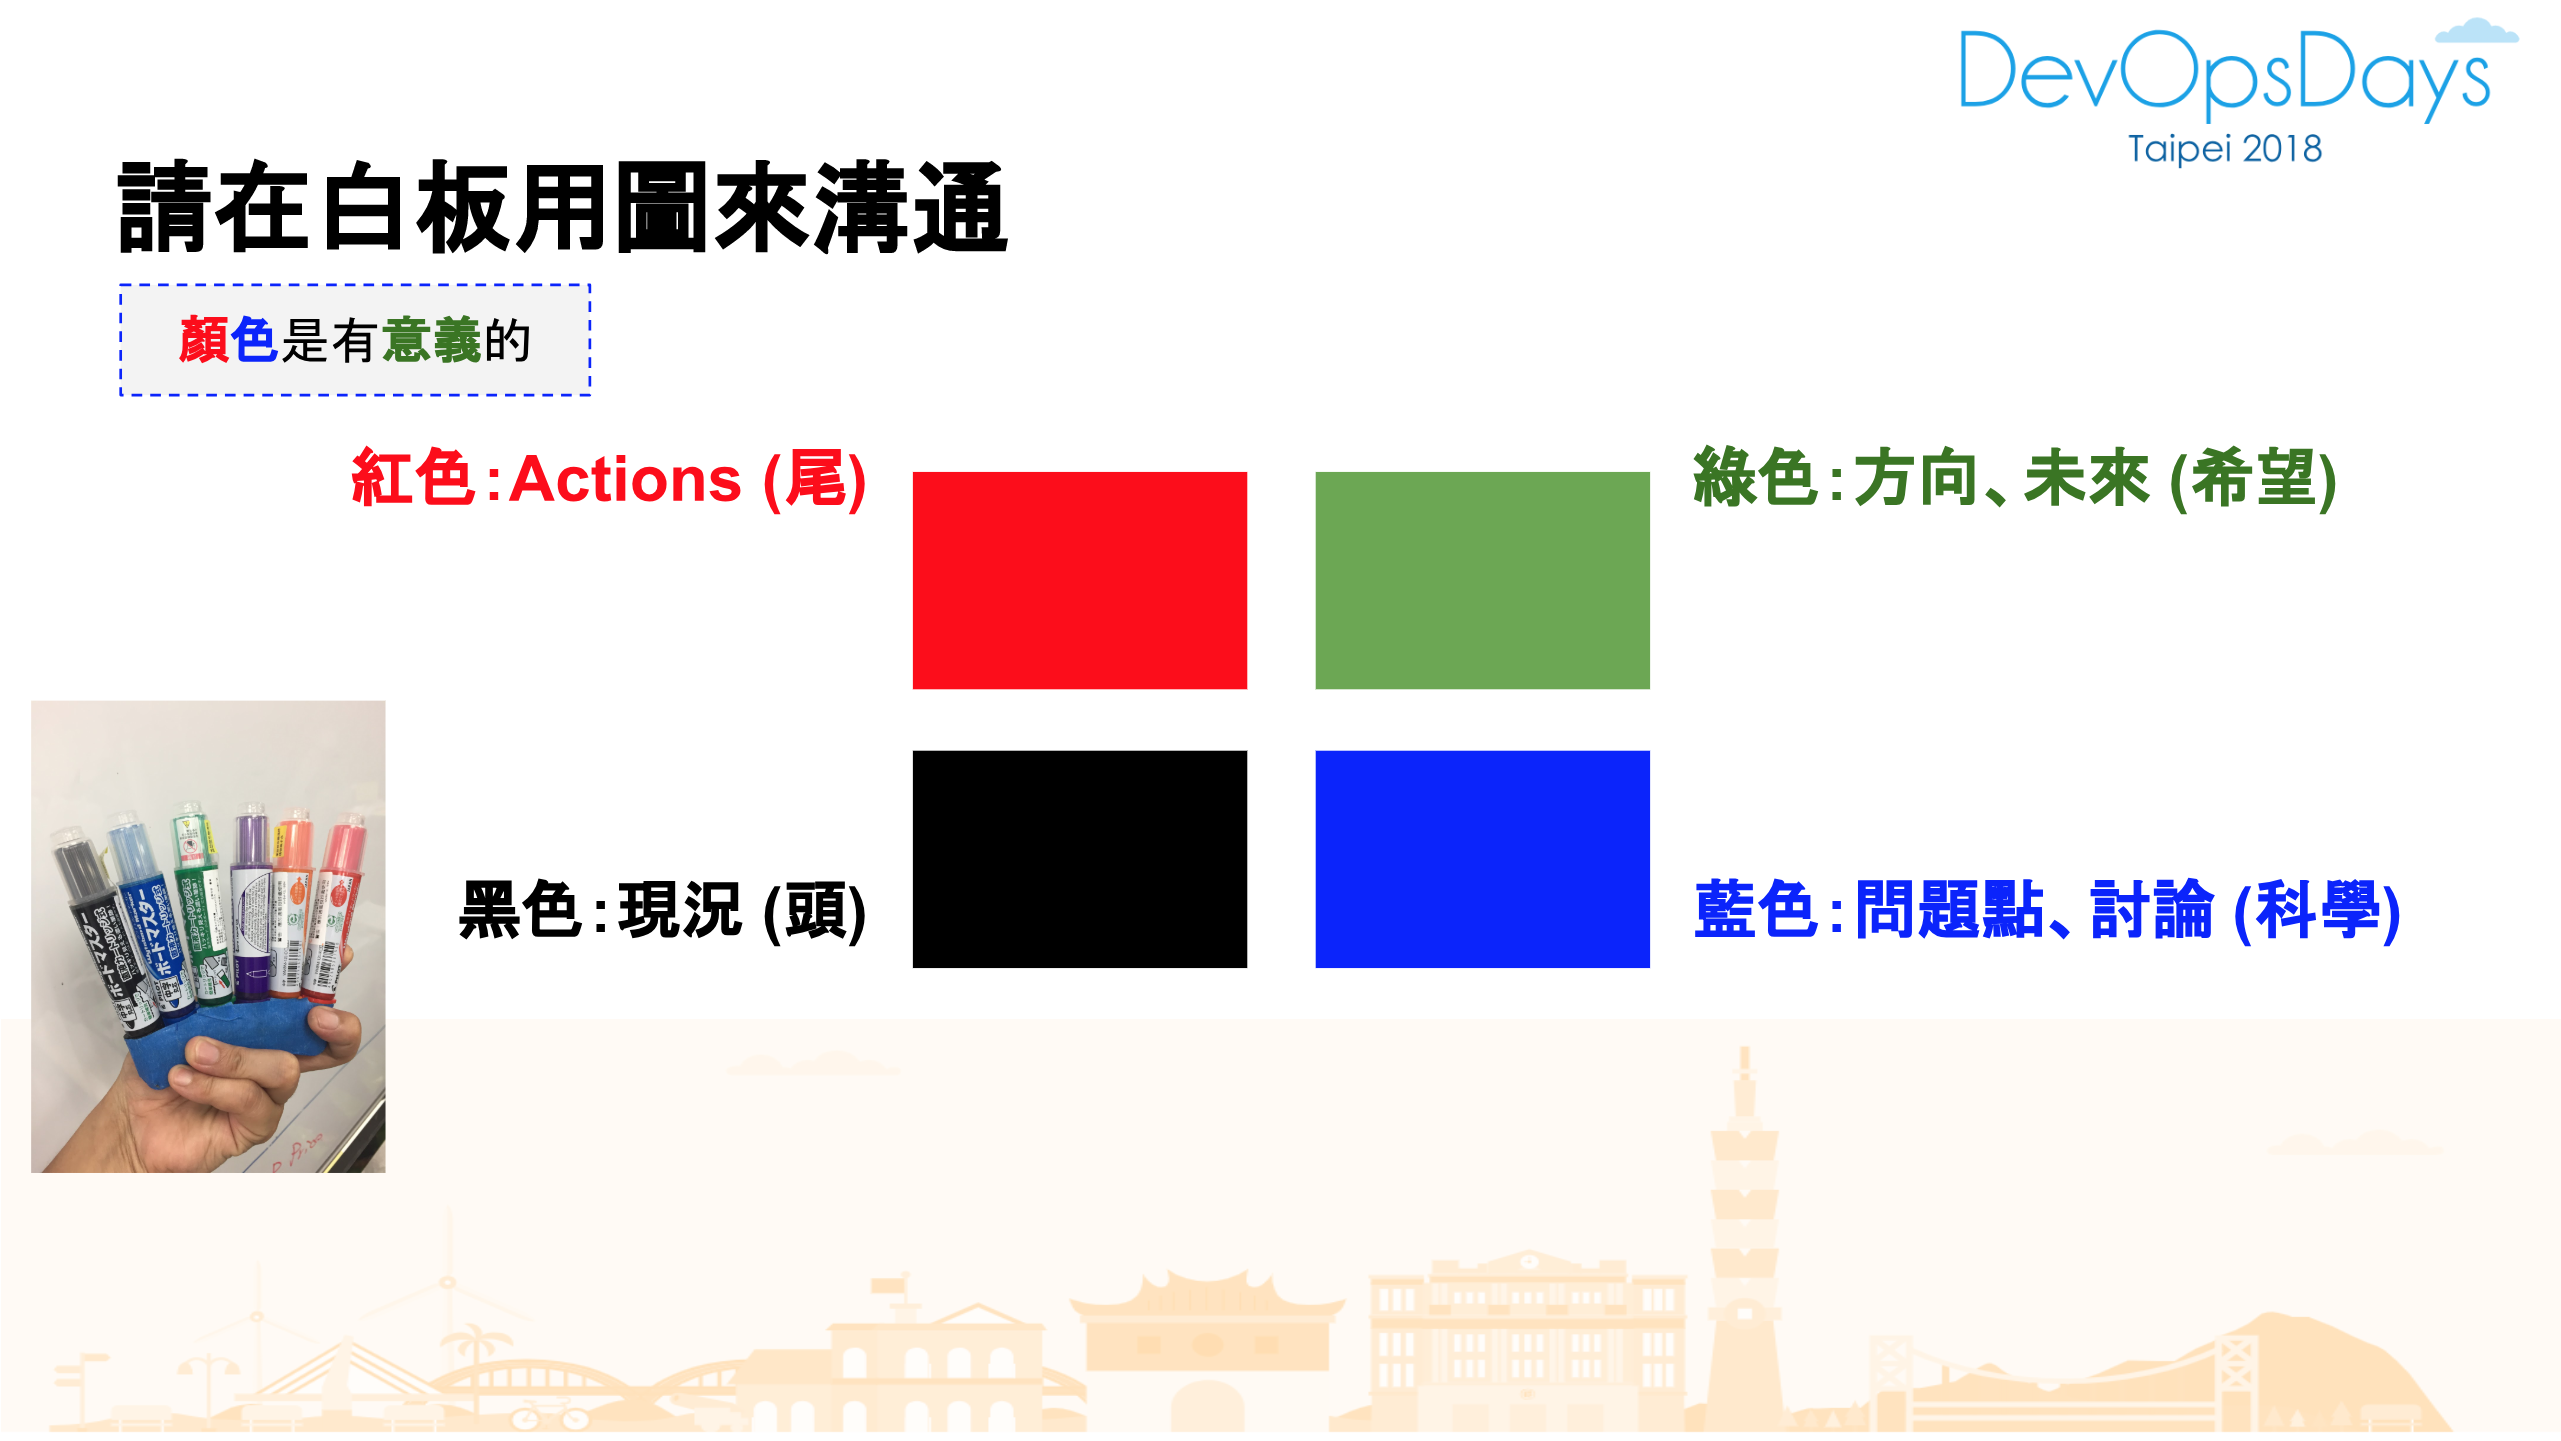 DevOpsDays
Taipei 2018
請在白板用圖來溝通
顏色是有意義的
紅色：Actions (尾)
綠色：方向、未來 (希望)
黑色：現況 (頭)
藍色：問題點、討論 (科學)
ボードマスター
ボードマスター